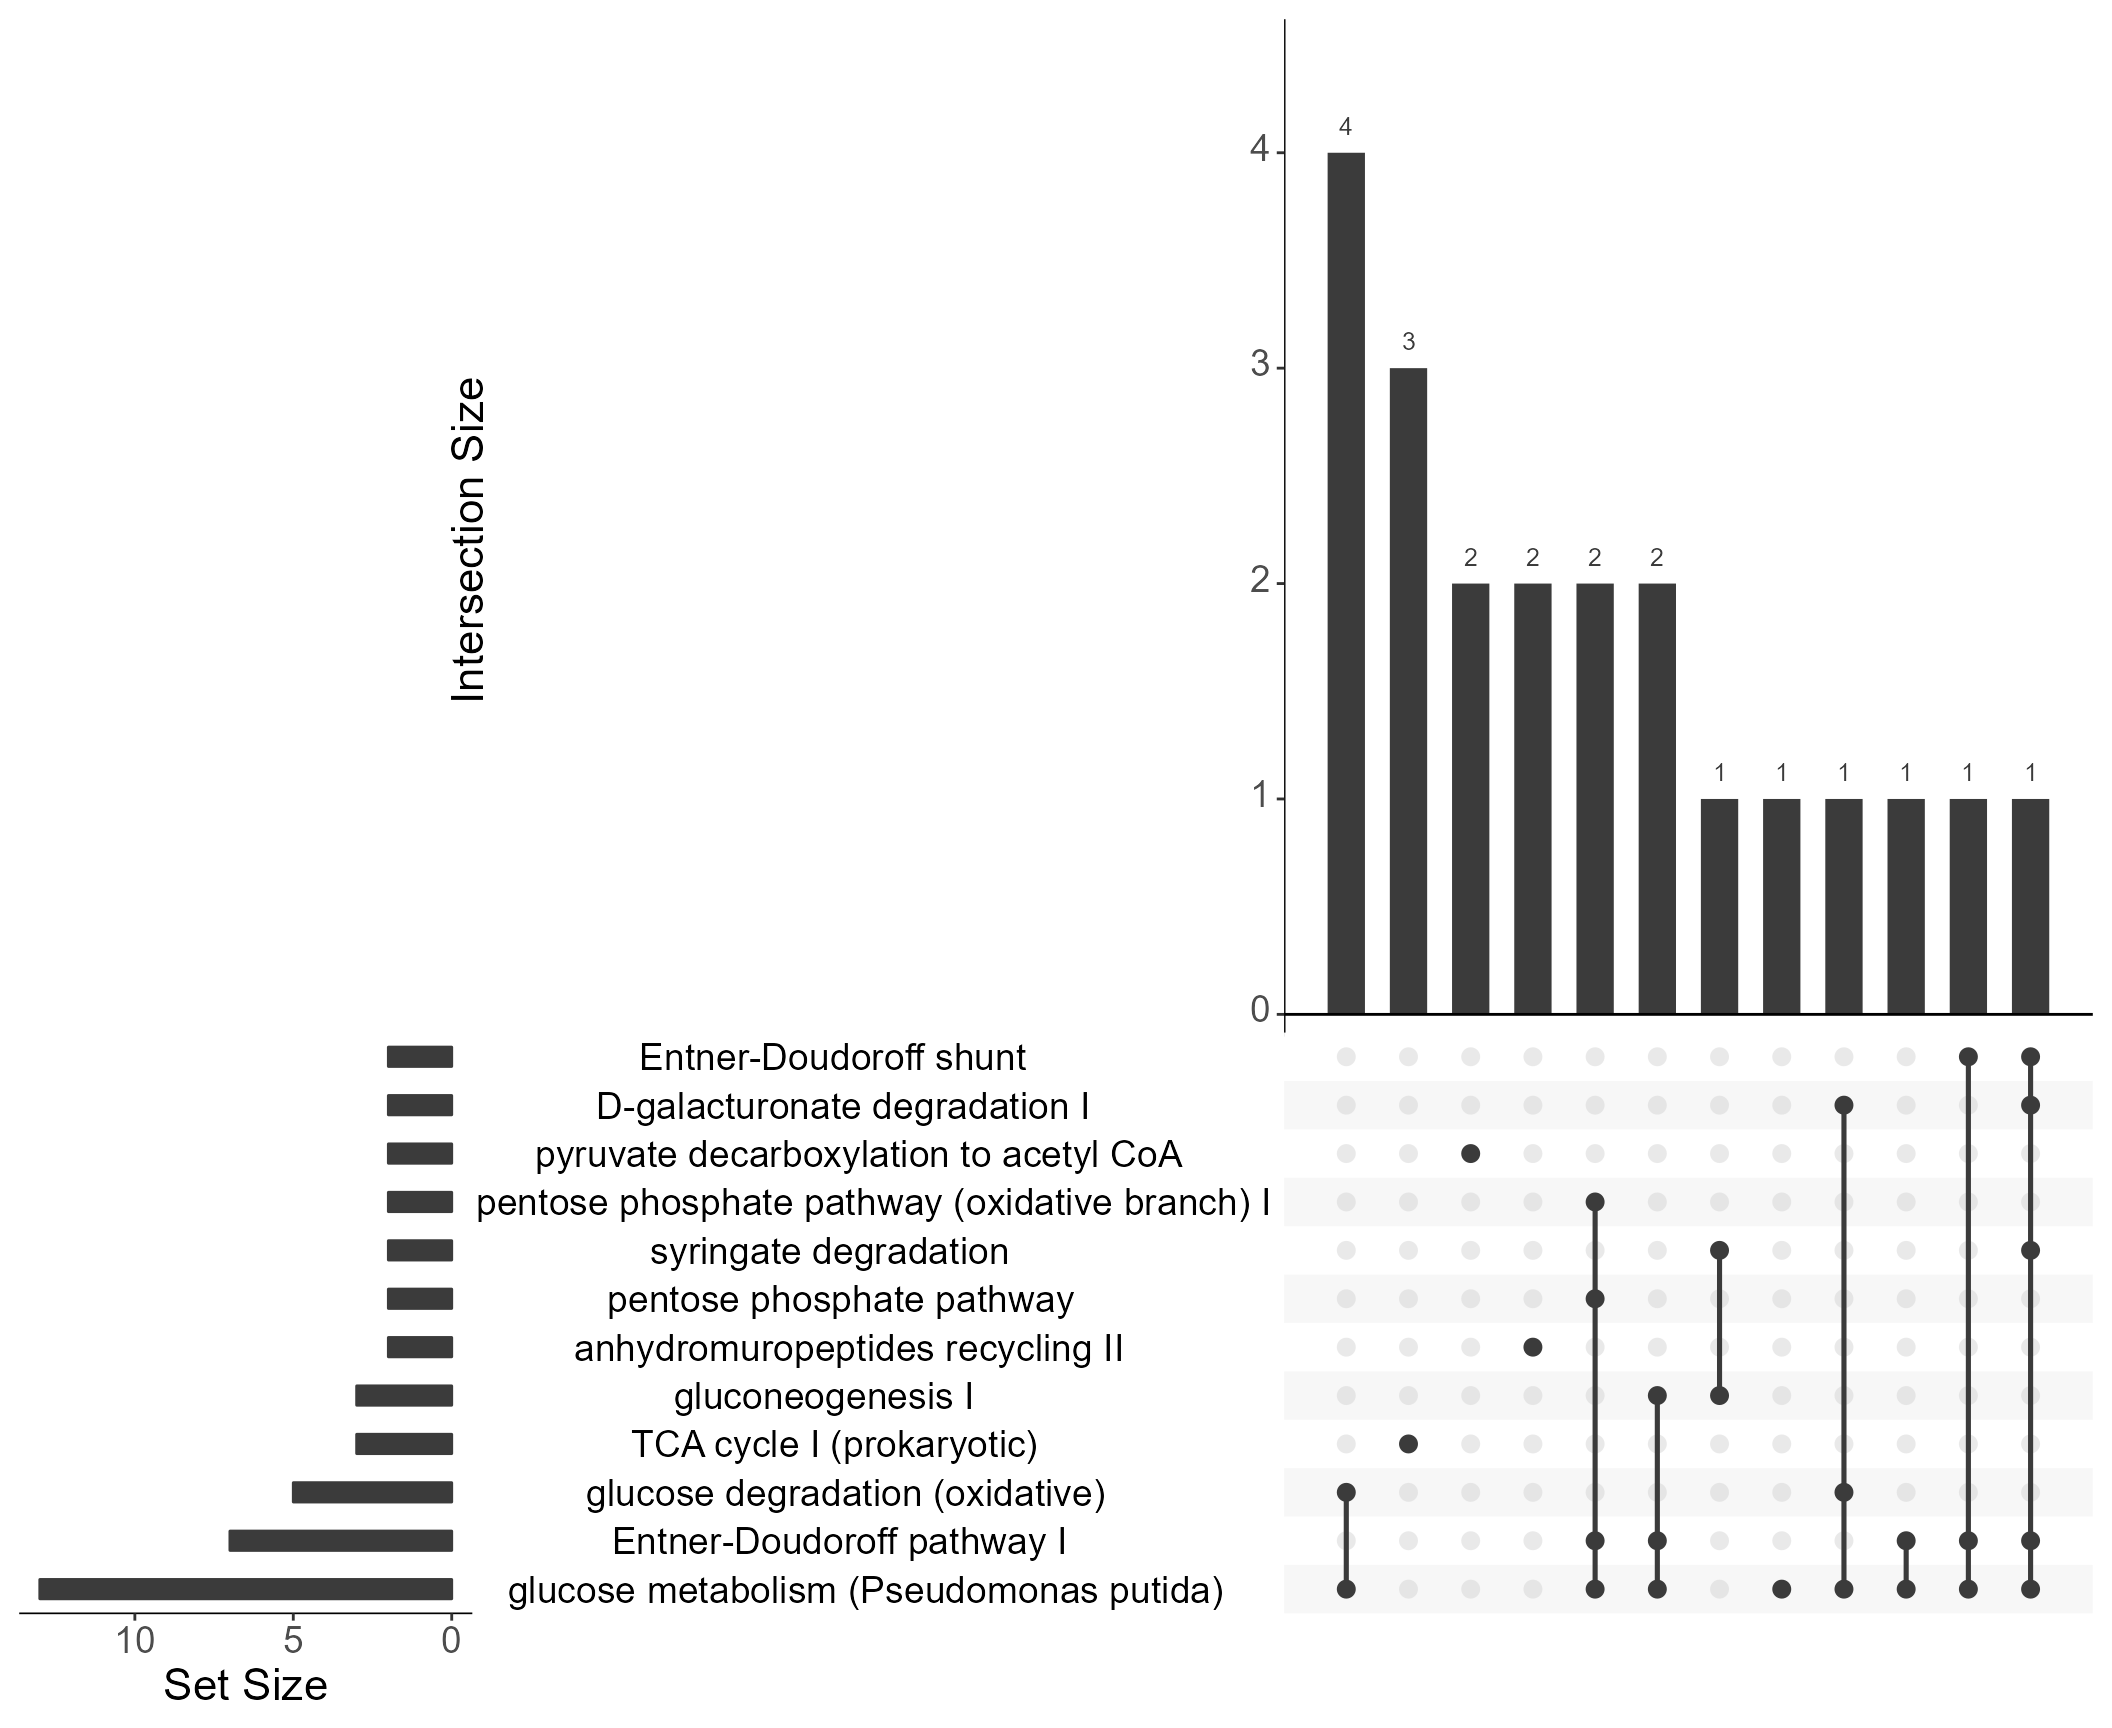 4
3
2
1
0
Intersection Size
4
3
2
2
2
2
1
1
1
1
1
1
Entner-Doudoroff shunt
D-galacturonate degradation I
pyruvate decarboxylation to acetyl CoA
pentose phosphate pathway (oxidative branch) I
syringate degradation
pentose phosphate pathway
anhydromuropeptides recycling II
gluconeogenesis I
TCA cycle I (prokaryotic)
glucose degradation (oxidative)
Entner-Doudoroff pathway I
glucose metabolism (Pseudomonas putida)
10 5 0
Set Size